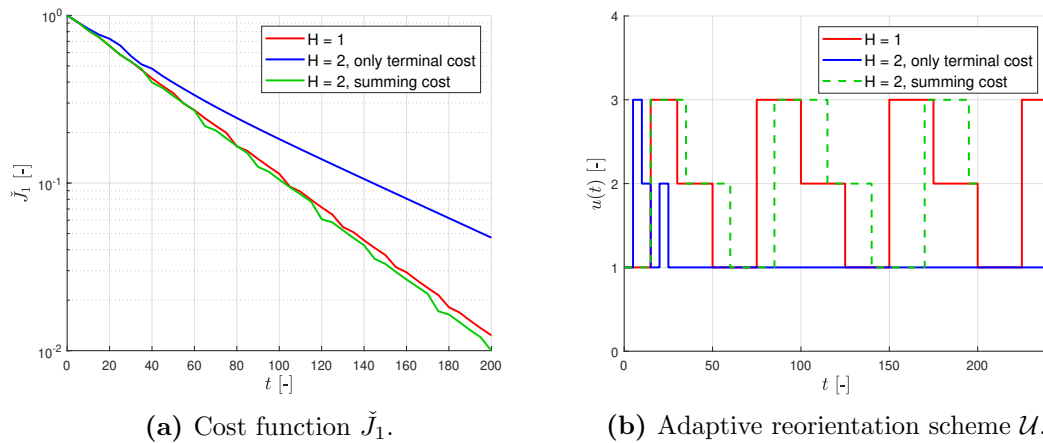 H = 1
H = 2, only terminal cost
H = 2, summing cost
10^0
10^-1
10^-2
J̌_1 [-]
0 20 40 60 80 100 120 140 160 180 200
t [-]
(a) Cost function J̌_1.
H = 1
H = 2, only terminal cost
H = 2, summing cost
4
3
2
1
0
u(t) [-]
0 50 100 150 200
t [-]
(b) Adaptive reorientation scheme 𝒰.